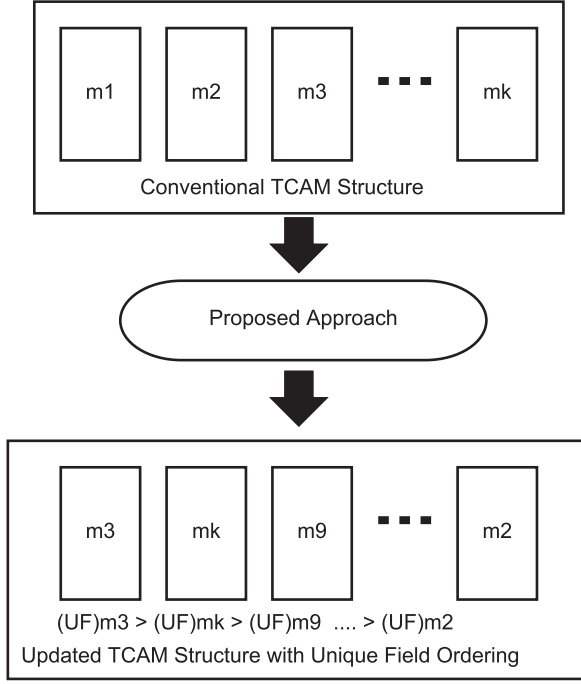 m1 m2 m3 mk
Conventional TCAM Structure
Proposed Approach
m3 mk m9 m2
(UF)m3 > (UF)mk > (UF)m9 .... > (UF)m2
Updated TCAM Structure with Unique Field Ordering